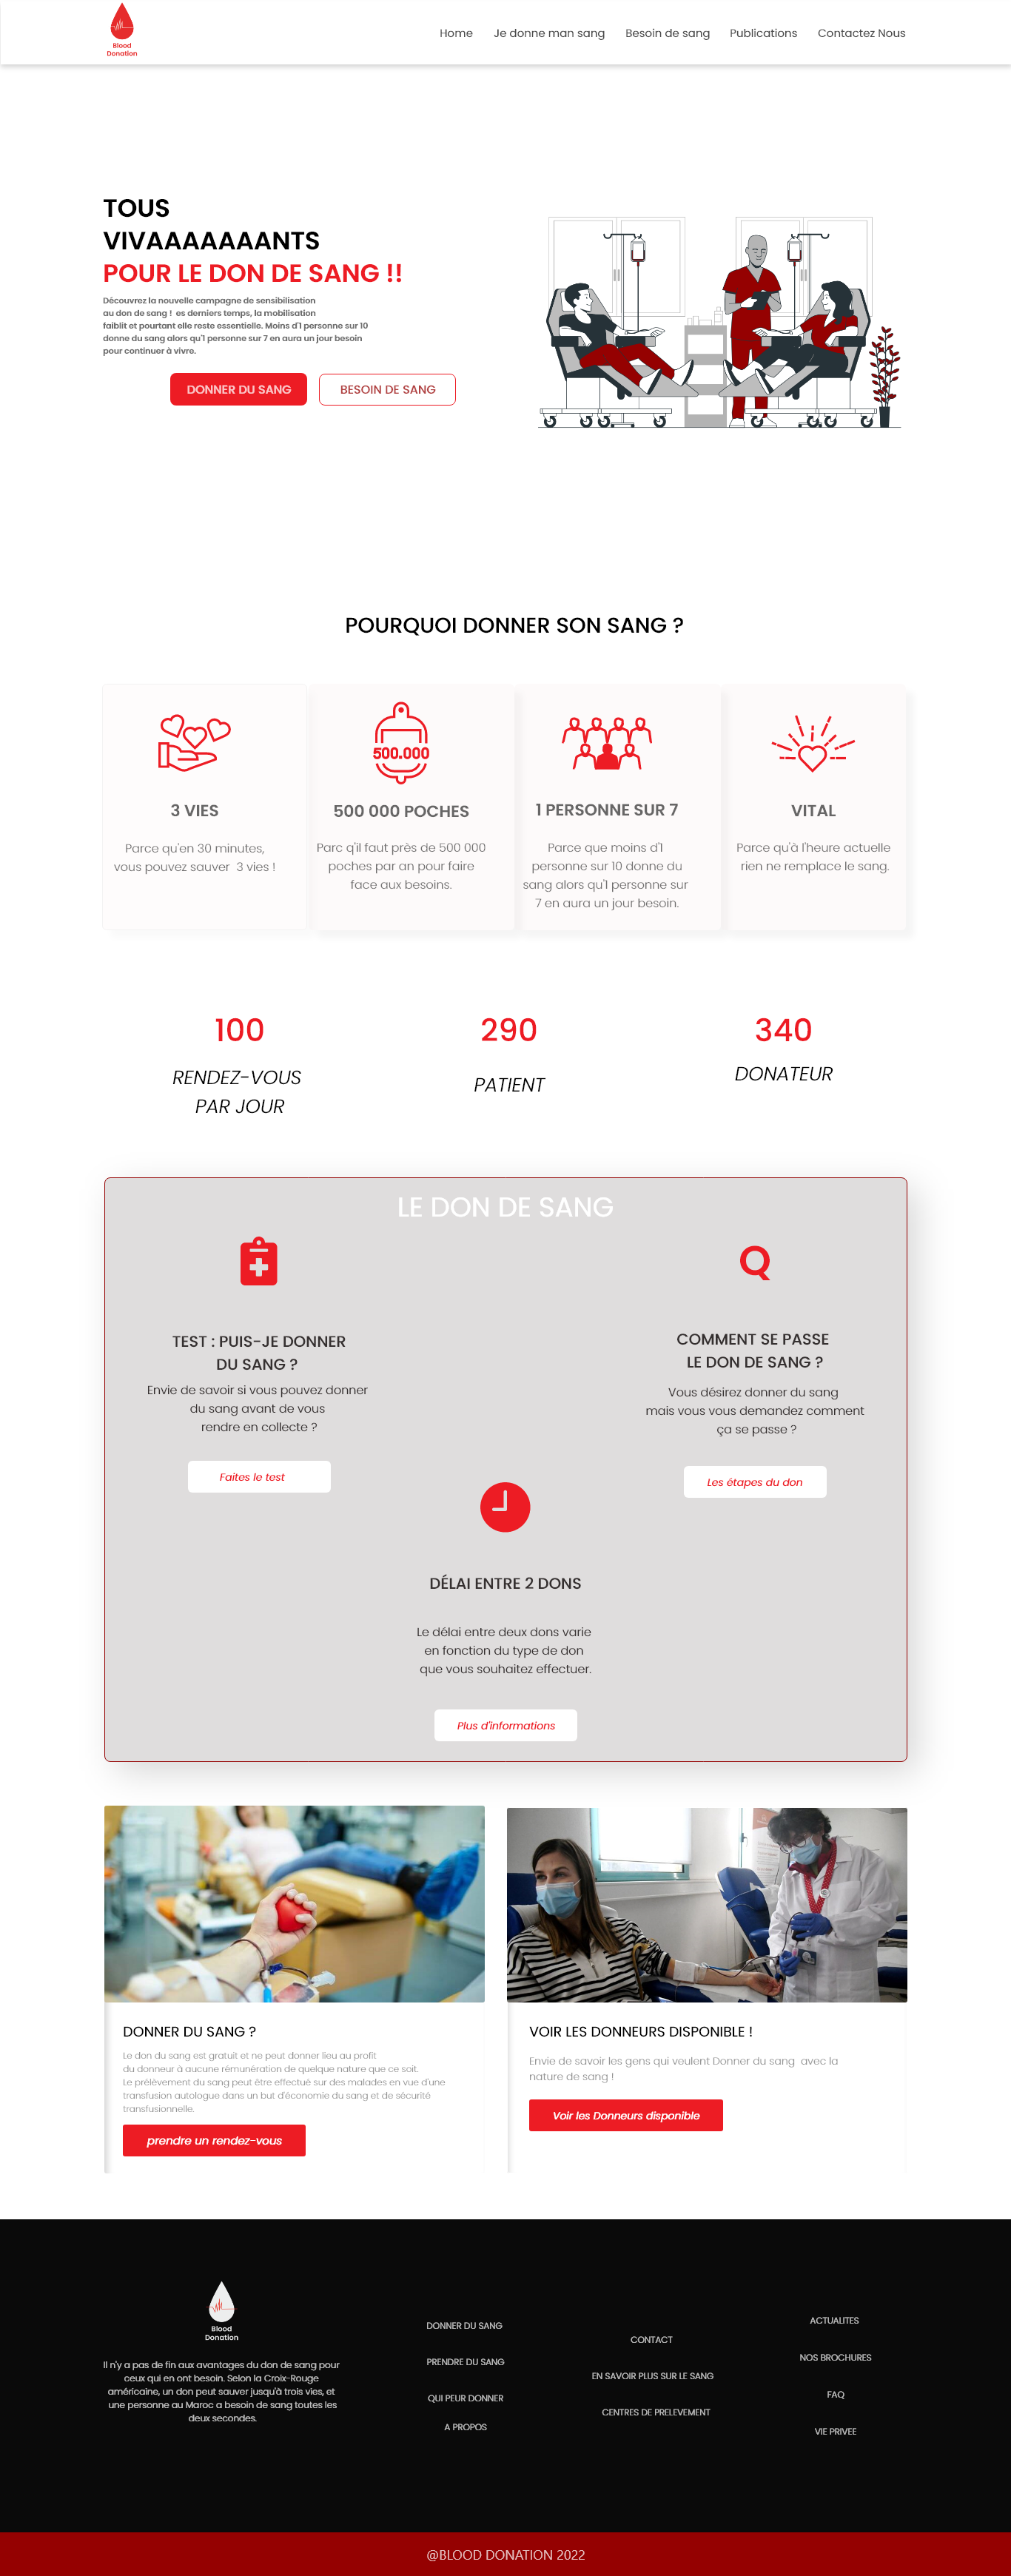 Blood
Donation
Home
Je donne man sang
Besoin de sang
Publications
Contactez Nous
TOUS
VIVAAAAAAANTS
POUR LE DON DE SANG !!
Découvrez la nouvelle campagne de sensibilisation
au don de sang ! es derniers temps, la mobilisation
faiblit et pourtant elle reste essentielle. Moins d'1 personne sur 10
donne du sang alors qu'1 personne sur 7 en aura un jour besoin
pour continuer à vivre.
DONNER DU SANG
BESOIN DE SANG
POURQUOI DONNER SON SANG ?
3 VIES
Parce qu'en 30 minutes,
vous pouvez sauver 3 vies !
500.000
500 000 POCHES
Parc q'il faut près de 500 000
poches par an pour faire
face aux besoins.
1 PERSONNE SUR 7
Parce que moins d'1
personne sur 10 donne du
sang alors qu'1 personne sur
7 en aura un jour besoin.
VITAL
Parce qu'à l'heure actuelle
rien ne remplace le sang.
100
RENDEZ-VOUS
PAR JOUR
290
PATIENT
340
DONATEUR
LE DON DE SANG
TEST : PUIS-JE DONNER
DU SANG ?
Envie de savoir si vous pouvez donner
du sang avant de vous
rendre en collecte ?
Faites le test
Q
COMMENT SE PASSE
LE DON DE SANG ?
Vous désirez donner du sang
mais vous vous demandez comment
ça se passe ?
Les étapes du don
DÉLAI ENTRE 2 DONS
Le délai entre deux dons varie
en fonction du type de don
que vous souhaitez effectuer.
Plus d'informations
DONNER DU SANG ?
Le don du sang est gratuit et ne peut donner lieu au profit
du donneur à aucune rémunération de quelque nature que ce soit.
Le prélèvement du sang peut être effectué sur des malades en vue d'une
transfusion autologue dans un but d'économie du sang et de sécurité
transfusionnelle.
prendre un rendez-vous
VOIR LES DONNEURS DISPONIBLE !
Envie de savoir les gen qui veulent Donner du sang avec la
nature de sang !
Voir les Donneurs disponible
Blood
Donation
Il n'y a pas de fin aux avantages du don de sang pour
ceux qui en ont besoin. Selon la Croix-Rouge
américaine, un don peut sauver jusqu'à trois vies, et
une personne au Maroc a besoin de sang toutes les
deux secondes.
DONNER DU SANG
PRENDRE DU SANG
QUI PEUR DONNER
A PROPOS
CONTACT
EN SAVOIR PLUS SUR LE SANG
CENTRES DE PRELEVEMENT
ACTUALITES
NOS BROCHURES
FAQ
VIE PRIVEE
@BLOOD DONATION 2022